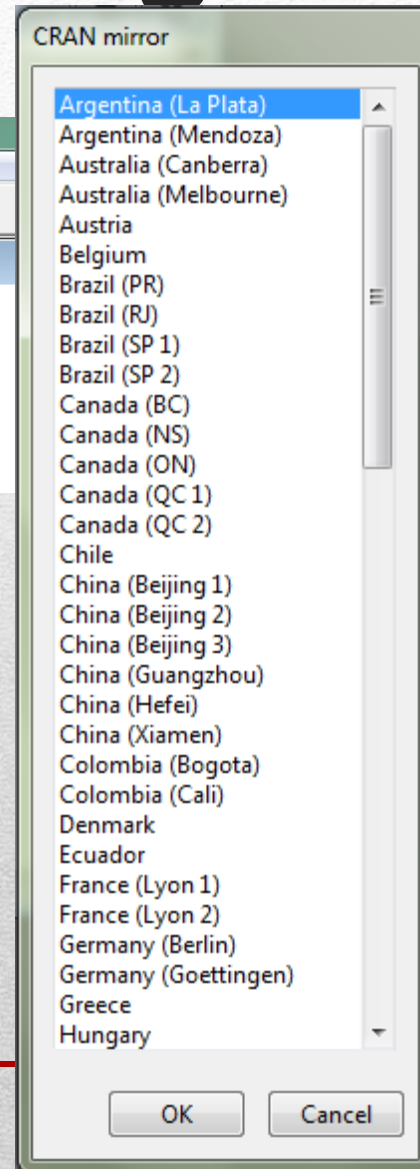 CRAN mirror
Argentina (La Plata)
Argentina (Mendoza)
Australia (Canberra)
Australia (Melbourne)
Austria
Belgium
Brazil (PR)
Brazil (RJ)
Brazil (SP 1)
Brazil (SP 2)
Canada (BC)
Canada (NS)
Canada (ON)
Canada (QC 1)
Canada (QC 2)
Chile
China (Beijing 1)
China (Beijing 2)
China (Beijing 3)
China (Guangzhou)
China (Hefei)
China (Xiamen)
Colombia (Bogota)
Colombia (Cali)
Denmark
Ecuador
France (Lyon 1)
France (Lyon 2)
Germany (Berlin)
Germany (Goettingen)
Greece
Hungary
OK Cancel